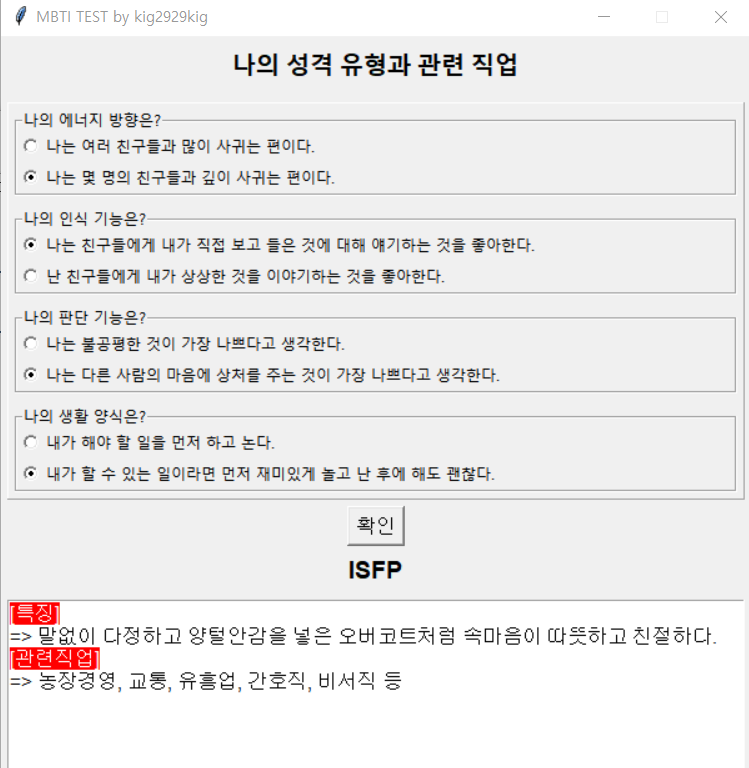 MBTI TEST by kig2929kig
나의 성격 유형과 관련 직업
나의 에너지 방향은?
나는 여러 친구들과 많이 사귀는 편이다.
나는 몇 명의 친구들과 깊이 사귀는 편이다.
나의 인식 기능은?
나는 친구들에게 내가 직접 보고 들은 것에 대해 얘기하는 것을 좋아한다.
난 친구들에게 내가 상상한 것을 이야기하는 것을 좋아한다.
나의 판단 기능은?
나는 불공평한 것이 가장 나쁘다고 생각한다.
나는 다른 사람의 마음에 상처를 주는 것이 가장 나쁘다고 생각한다.
나의 생활 양식은?
내가 해야 할 일을 먼저 하고 논다.
내가 할 수 있는 일이라면 먼저 재미있게 놀고 난 후에 해도 괜찮다.
확인
ISFP
[특징]
=> 말없이 다정하고 양털안감을 넣은 오버코트처럼 속마음이 따뜻하고 친절하다.
[관련직업]
=> 농장경영, 교통, 유흥업, 간호직, 비서직 등